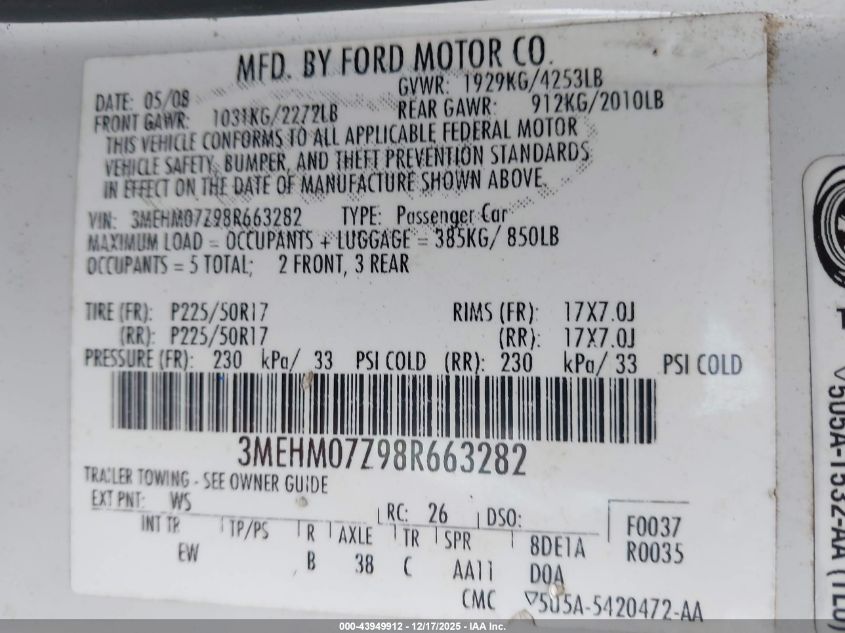 MFD. BY FORD MOTOR CO.
DATE: 05/08 GVWR: 1929KG/4253LB
FRONT GAWR: 1031KG/2272LB REAR GAWR: 912KG/2010LB
THIS VEHICLE CONFORMS TO ALL APPLICABLE FEDERAL MOTOR
VEHICLE SAFETY, BUMPER, AND THEFT PREVENTION STANDARDS
IN EFFECT ON THE DATE OF MANUFACTURE SHOWN ABOVE.
VIN: 3MEHM07Z98R663282 TYPE: Passenger Car
MAXIMUM LOAD = OCCUPANTS + LUGGAGE = 385KG/ 850LB
OCCUPANTS = 5 TOTAL; 2 FRONT, 3 REAR
TIRE (FR): P225/50R17 RIMS (FR): 17X7.0J
(RR): P225/50R17 (RR): 17X7.0J
PRESSURE (FR): 230 kPa/ 33 PSI COLD (RR): 230 kPa/ 33 PSI COLD
3MEHM07Z98R663282
TRAILER TOWING - SEE OWNER GUIDE
EXT PNT: WS RC: 26 DSO: F0037
INT TR TP/PS R AXLE TR SPR 8DE1A R0035
EW B 38 C AA11 D0A
CMC ▽5U5A-5420472-AA
▽5U5A-1532-AA (TL6)
000-43949912 - 12/17/2025 - IAA Inc.